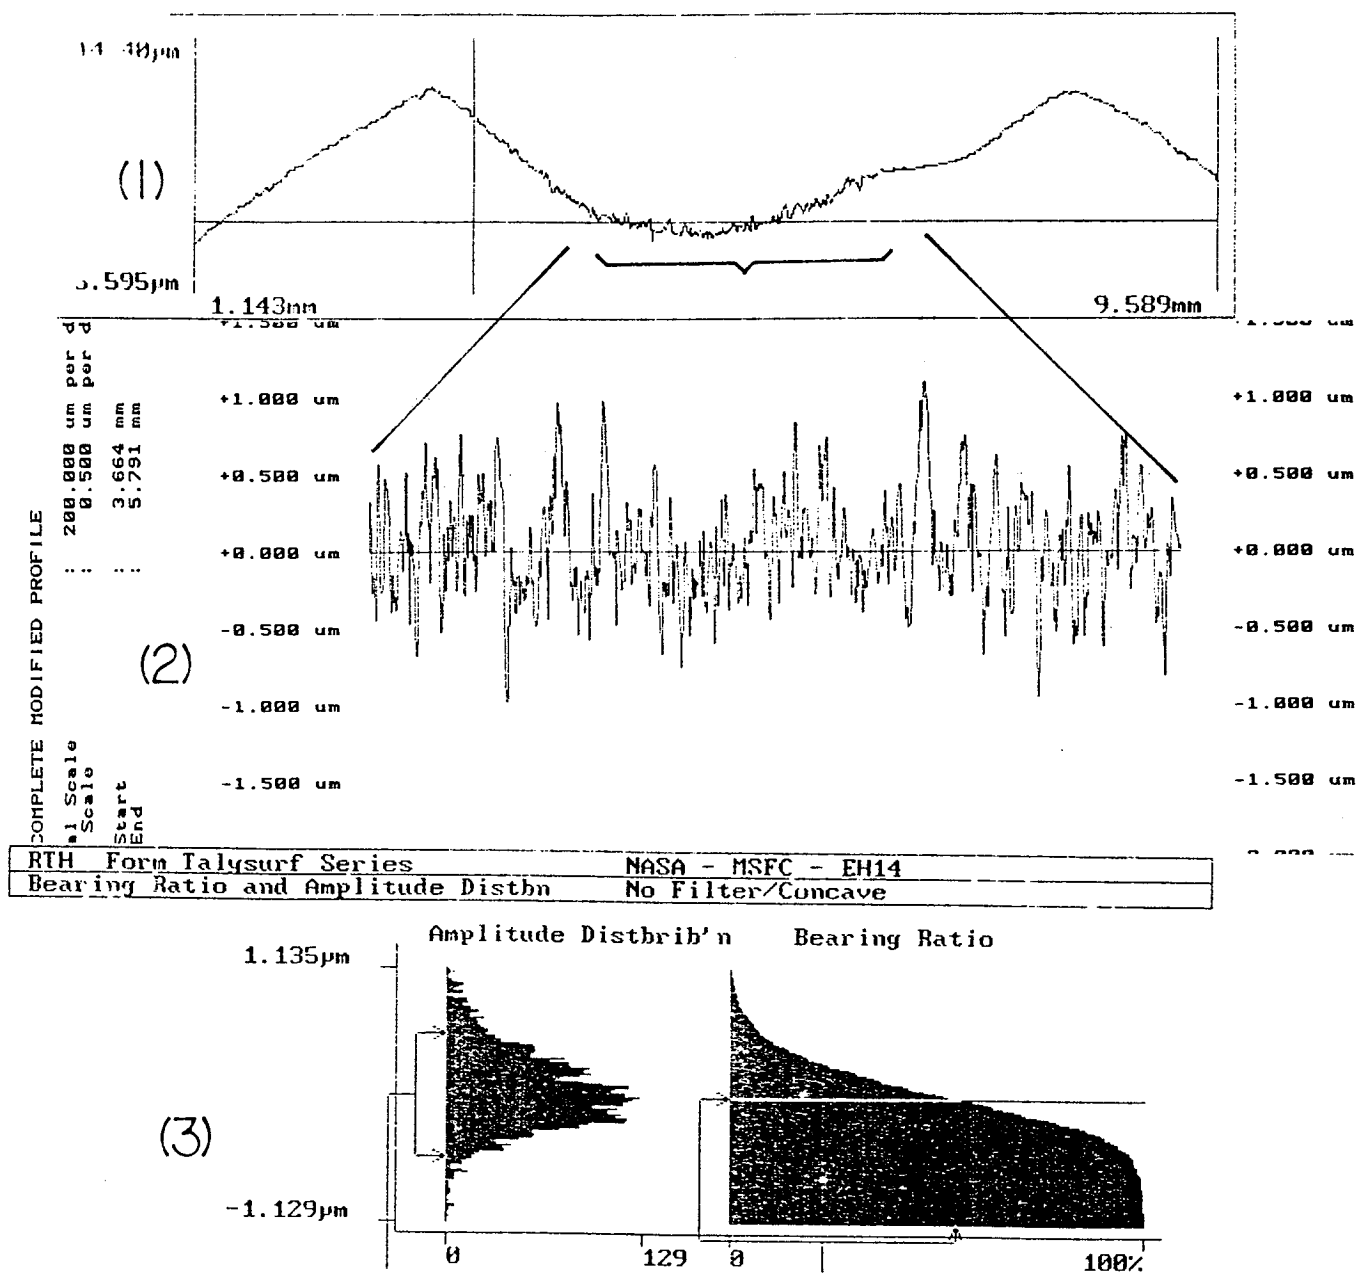 (1)
1.143mm
9.589mm
+1.000 um
+0.500 um
+0.000 um
-0.500 um
-1.000 um
-1.500 um
+1.000 um
+0.500 um
+0.000 um
-0.500 um
-1.000 um
-1.500 um
COMPLETE MODIFIED PROFILE
Scale : 200.000 um per
Scale : 0.500 um per
Start : 3.664 mm
End : 5.791 mm
(2)
RTH Form Talysurf Series NASA - MSFC - EH14
Bearing Ratio and Amplitude Distbn No Filter/Concave
Amplitude Distbrib'n Bearing Ratio
1.135µm
(3)
-1.129µm
0 129 0 100%